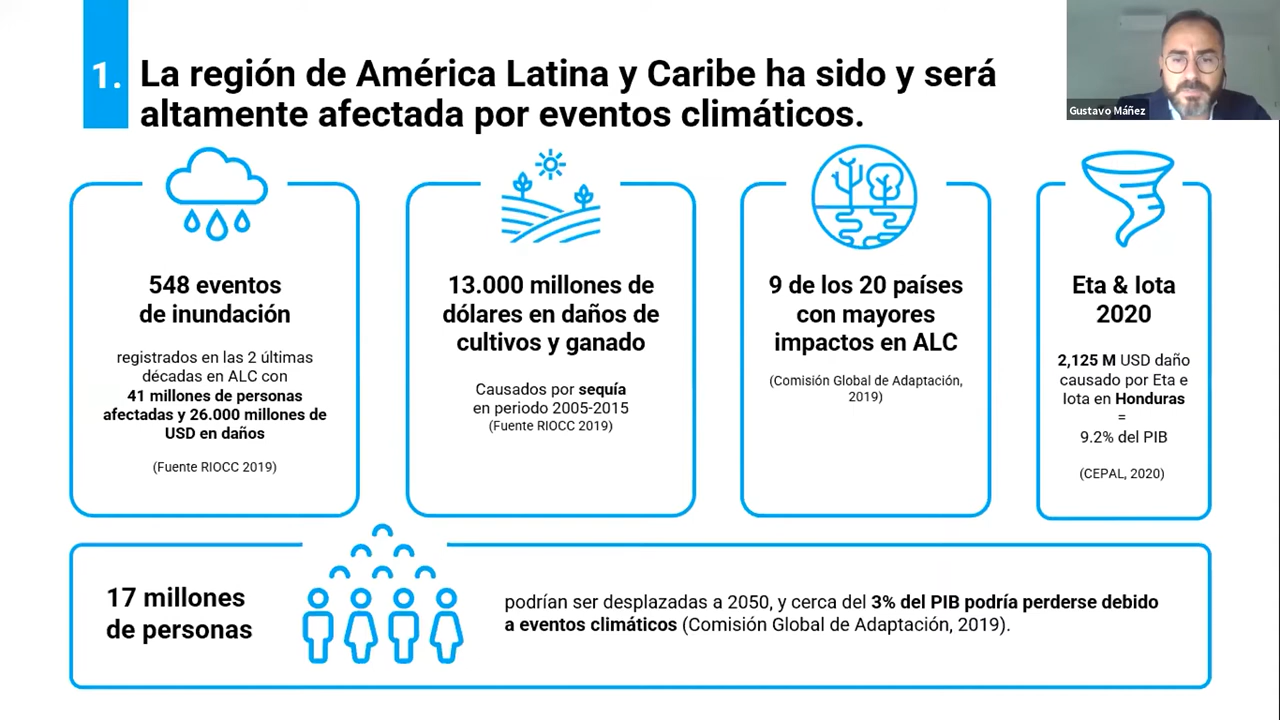 1. La región de América Latina y Caribe ha sido y será
altamente afectada por eventos climáticos.
Gustavo Máñez
548 eventos
de inundación
registrados en las 2 últimas
décadas en ALC con
41 millones de personas
afectadas y 26.000 millones de
USD en daños
(Fuente RIOCC 2019)
13.000 millones de
dólares en daños de
cultivos y ganado
Causados por sequía
en periodo 2005-2015
(Fuente RIOCC 2019)
9 de los 20 países
con mayores
impactos en ALC
(Comisión Global de Adaptación,
2019)
Eta & Iota
2020
2,125 M USD daño
causado por Eta e
Iota en Honduras
=
9.2% del PIB
(CEPAL, 2020)
17 millones
de personas
podrían ser desplazadas a 2050, y cerca del 3% del PIB podría perderse debido
a eventos climáticos (Comisión Global de Adaptación, 2019).